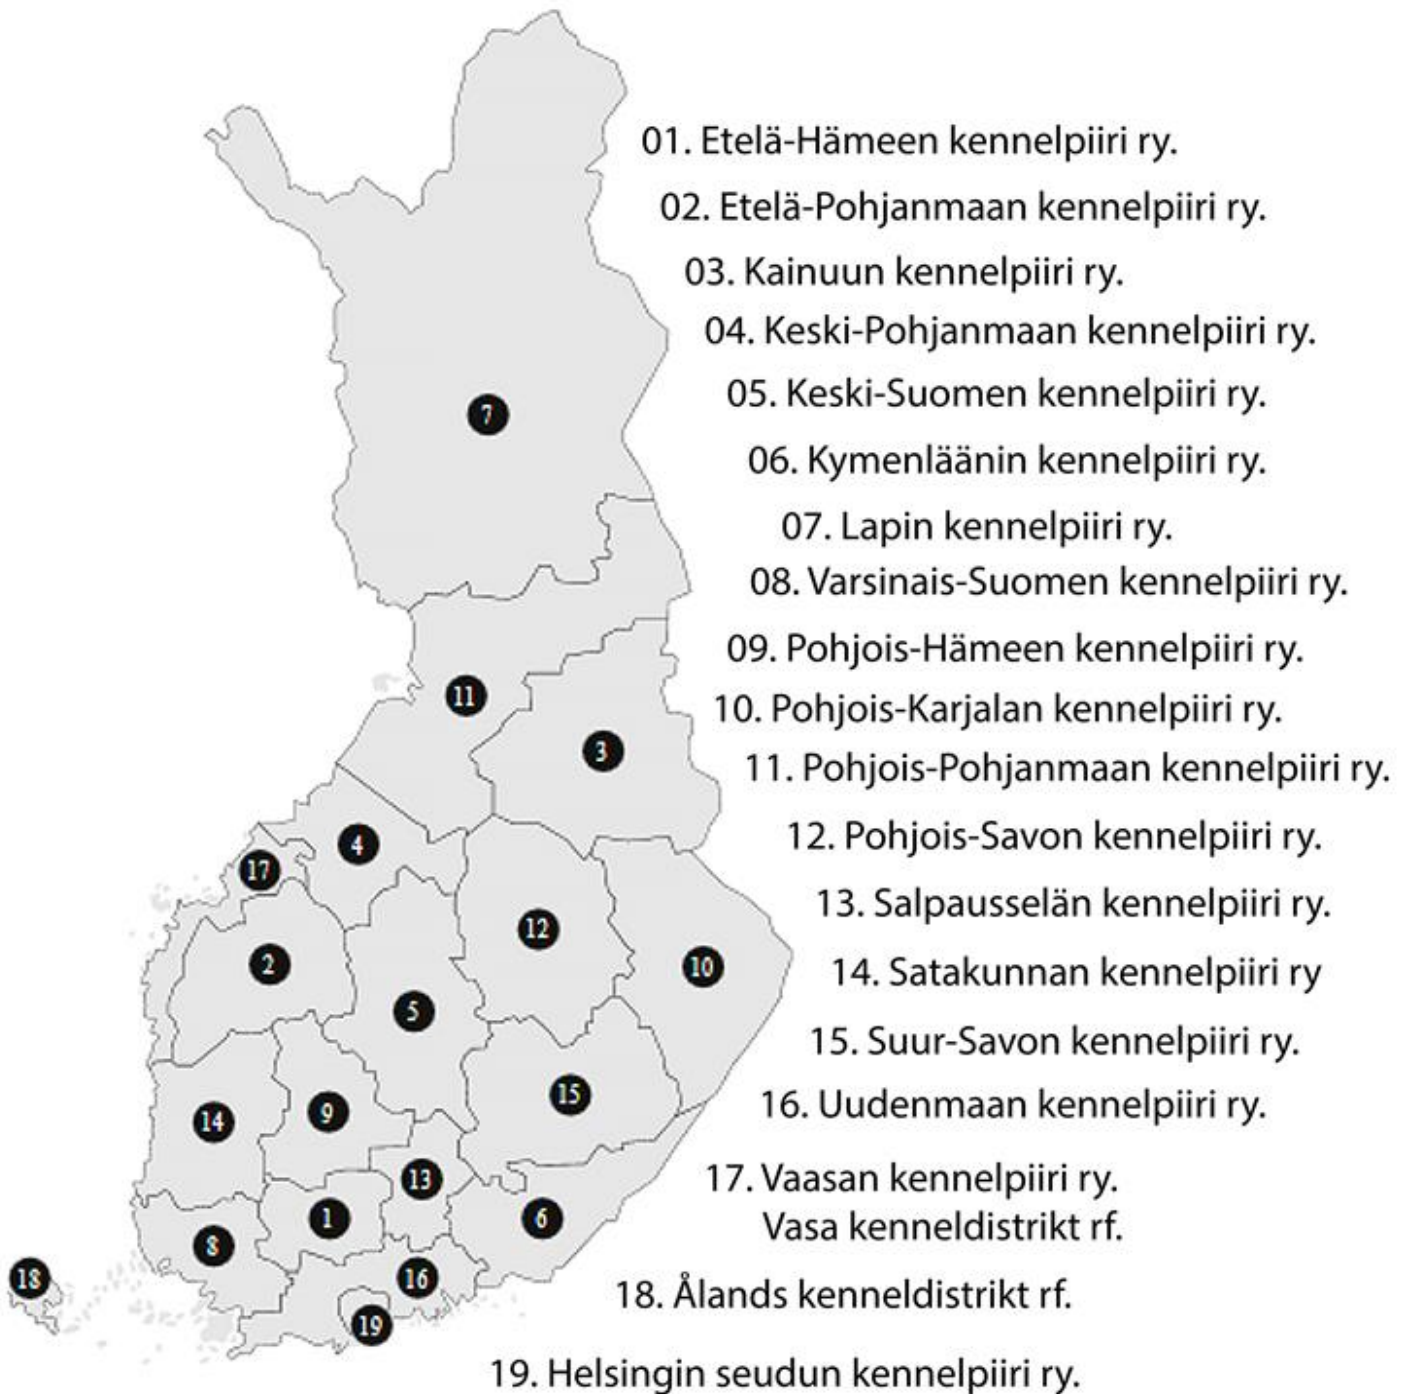 01. Etelä-Hämeen kennelpiiri ry.
02. Etelä-Pohjanmaan kennelpiiri ry.
03. Kainuun kennelpiiri ry.
04. Keski-Pohjanmaan kennelpiiri ry.
05. Keski-Suomen kennelpiiri ry.
7
06. Kymenläänin kennelpiiri ry.
07. Lapin kennelpiiri ry.
08. Varsinais-Suomen kennelpiiri ry.
09. Pohjois-Hämeen kennelpiiri ry.
11
10. Pohjois-Karjalan kennelpiiri ry.
3
11. Pohjois-Pohjanmaan kennelpiiri ry.
12. Pohjois-Savon kennelpiiri ry.
4
17
13. Salpausselän kennelpiiri ry.
12
2
10
14. Satakunnan kennelpiiri ry
5
15. Suur-Savon kennelpiiri ry.
15
16. Uudenmaan kennelpiiri ry.
9
14
13
17. Vaasan kennelpiiri ry.
1
6
Vasa kenneldistrikt rf.
8
18
16
18. Ålands kenneldistrikt rf.
19
19. Helsingin seudun kennelpiiri ry.